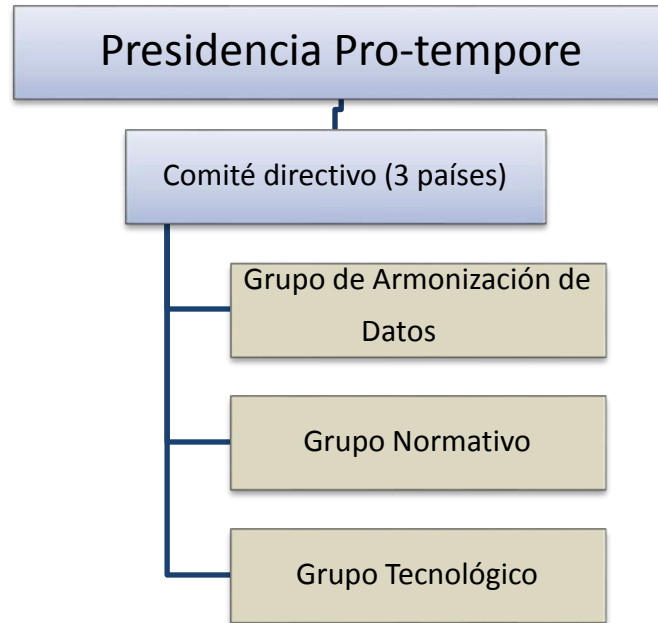 Presidencia Pro-tempore
Comité directivo (3 países)
Grupo de Armonización de
Datos
Grupo Normativo
Grupo Tecnológico